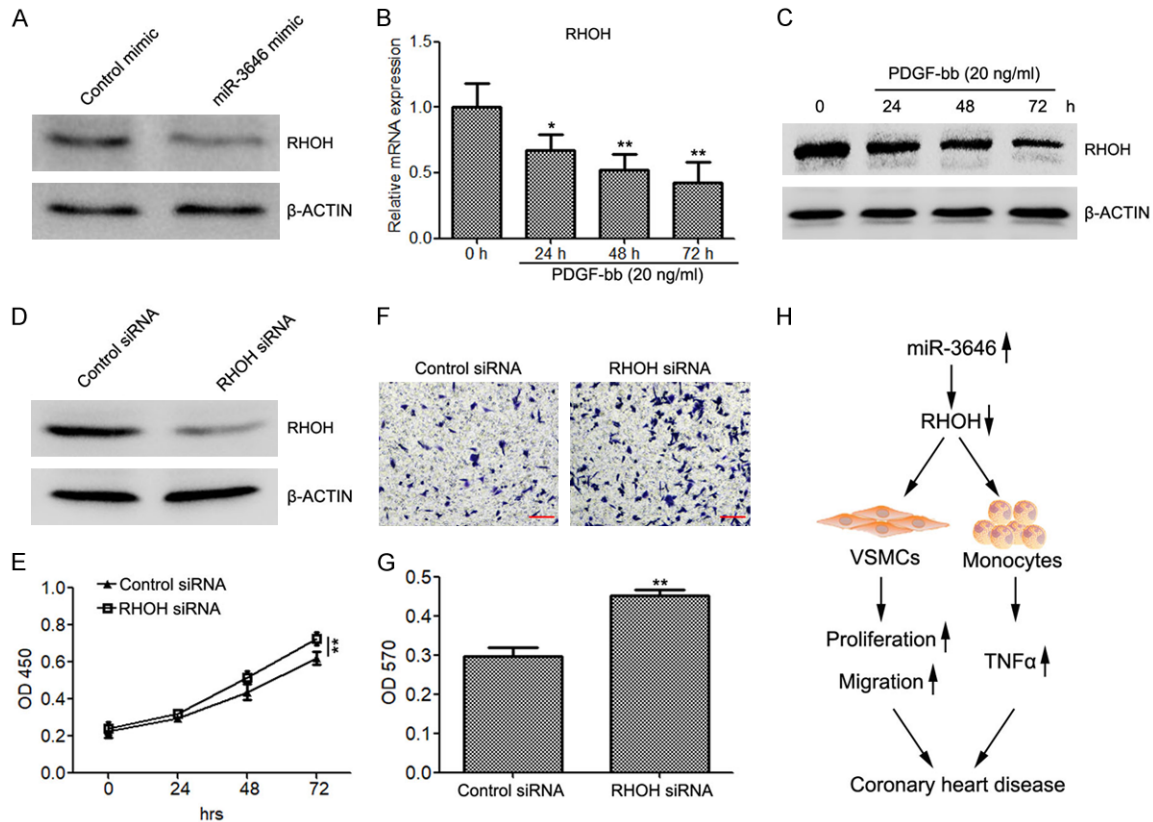 A
Control mimic
miR-3646 mimic
RHOH
β-ACTIN
B
RHOH
Relative mRNA expression
1.5
1.0
0.5
0.0
*
**
**
0 h
24 h
48 h
72 h
PDGF-bb (20 ng/ml)
C
PDGF-bb (20 ng/ml)
0
24
48
72
h
RHOH
β-ACTIN
D
Control siRNA
RHOH siRNA
RHOH
β-ACTIN
E
Control siRNA
RHOH siRNA
OD 450
1.0
0.8
0.6
0.4
0.2
0.0
**
0
24
48
72
hrs
F
Control siRNA
RHOH siRNA
G
OD 570
0.5
0.4
0.3
0.2
0.1
0.0
**
Control siRNA
RHOH siRNA
H
miR-3646
RHOH
VSMCs
Monocytes
Proliferation
Migration
TNFα
Coronary heart disease